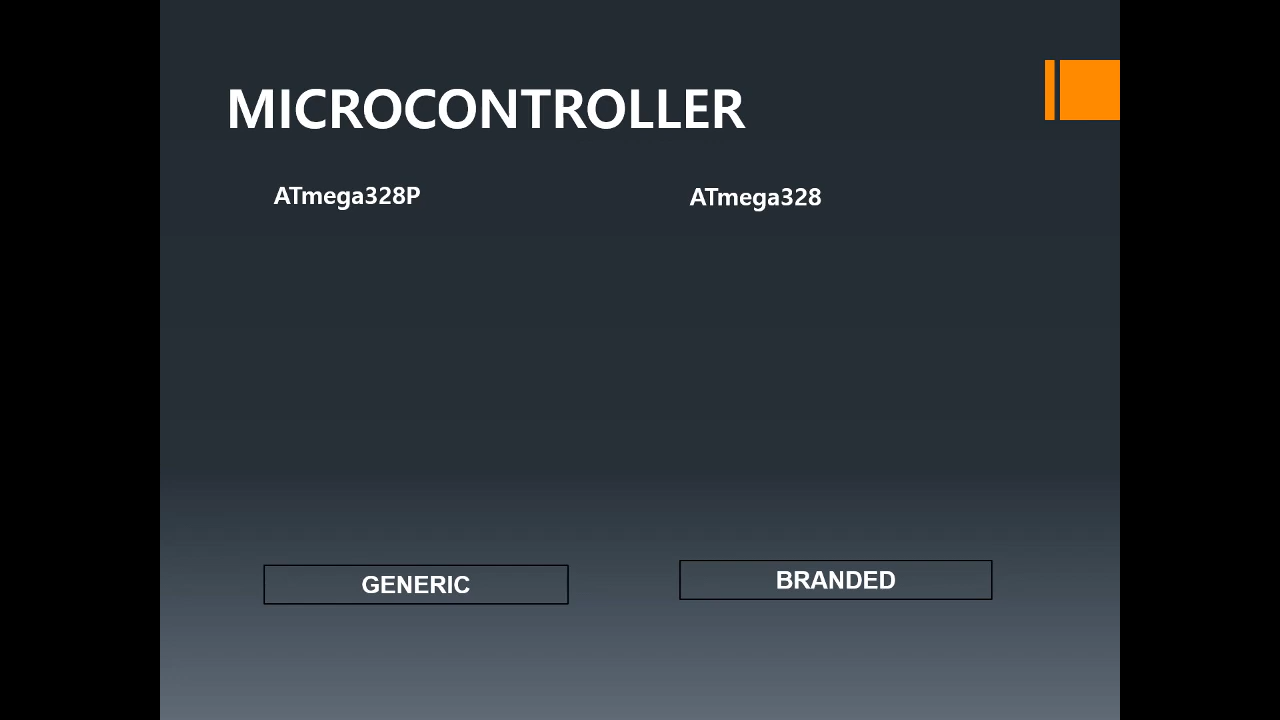 MICROCONTROLLER
ATmega328P
ATmega328
GENERIC
BRANDED